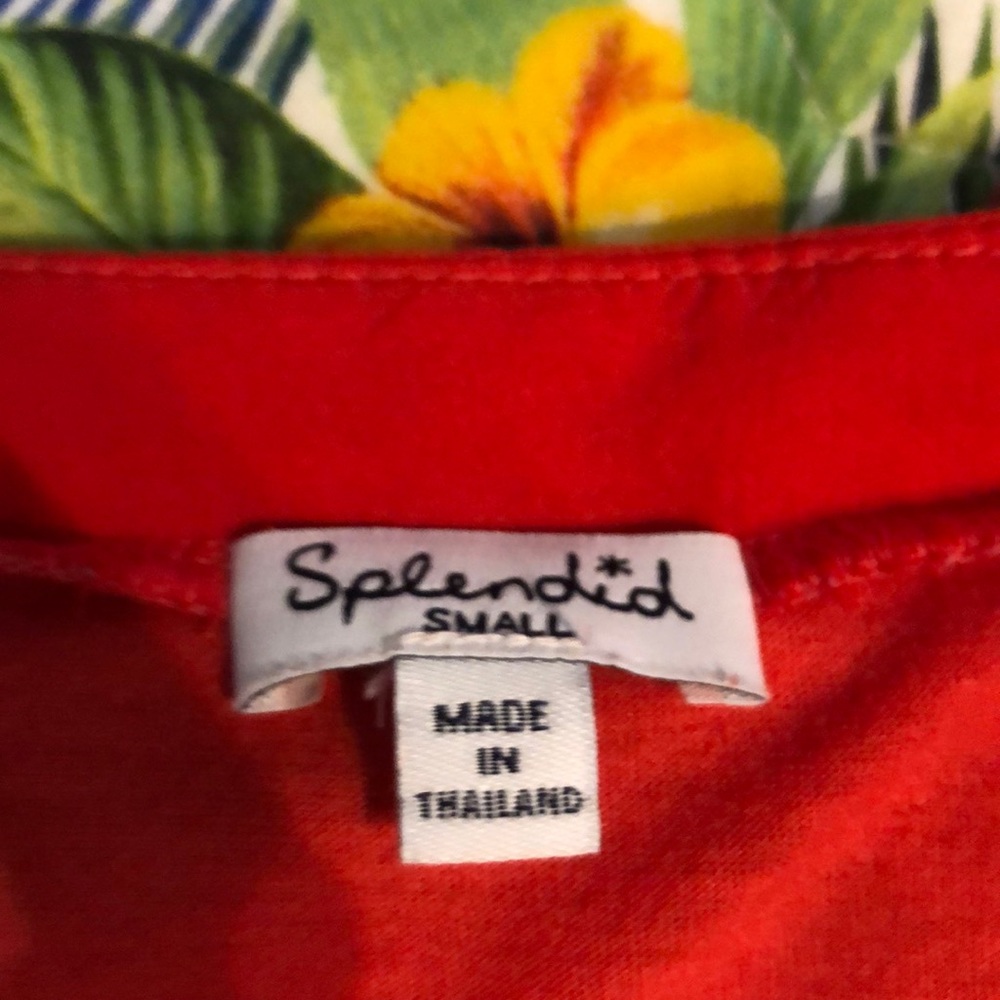 Splendid
SMALL
MADE
IN
THAILAND